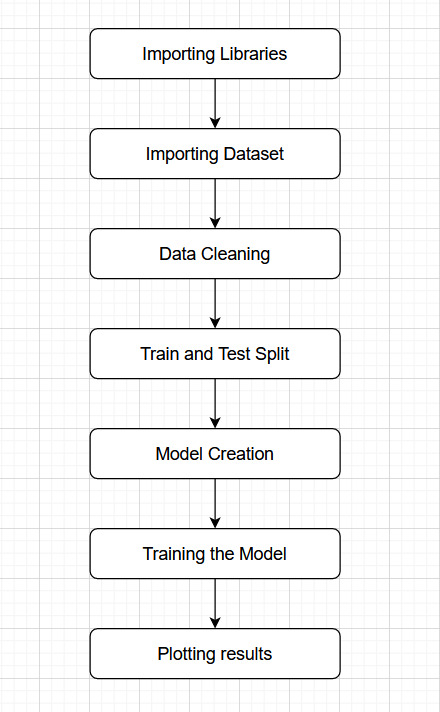 Importing Libraries
Importing Dataset
Data Cleaning
Train and Test Split
Model Creation
Training the Model
Plotting results